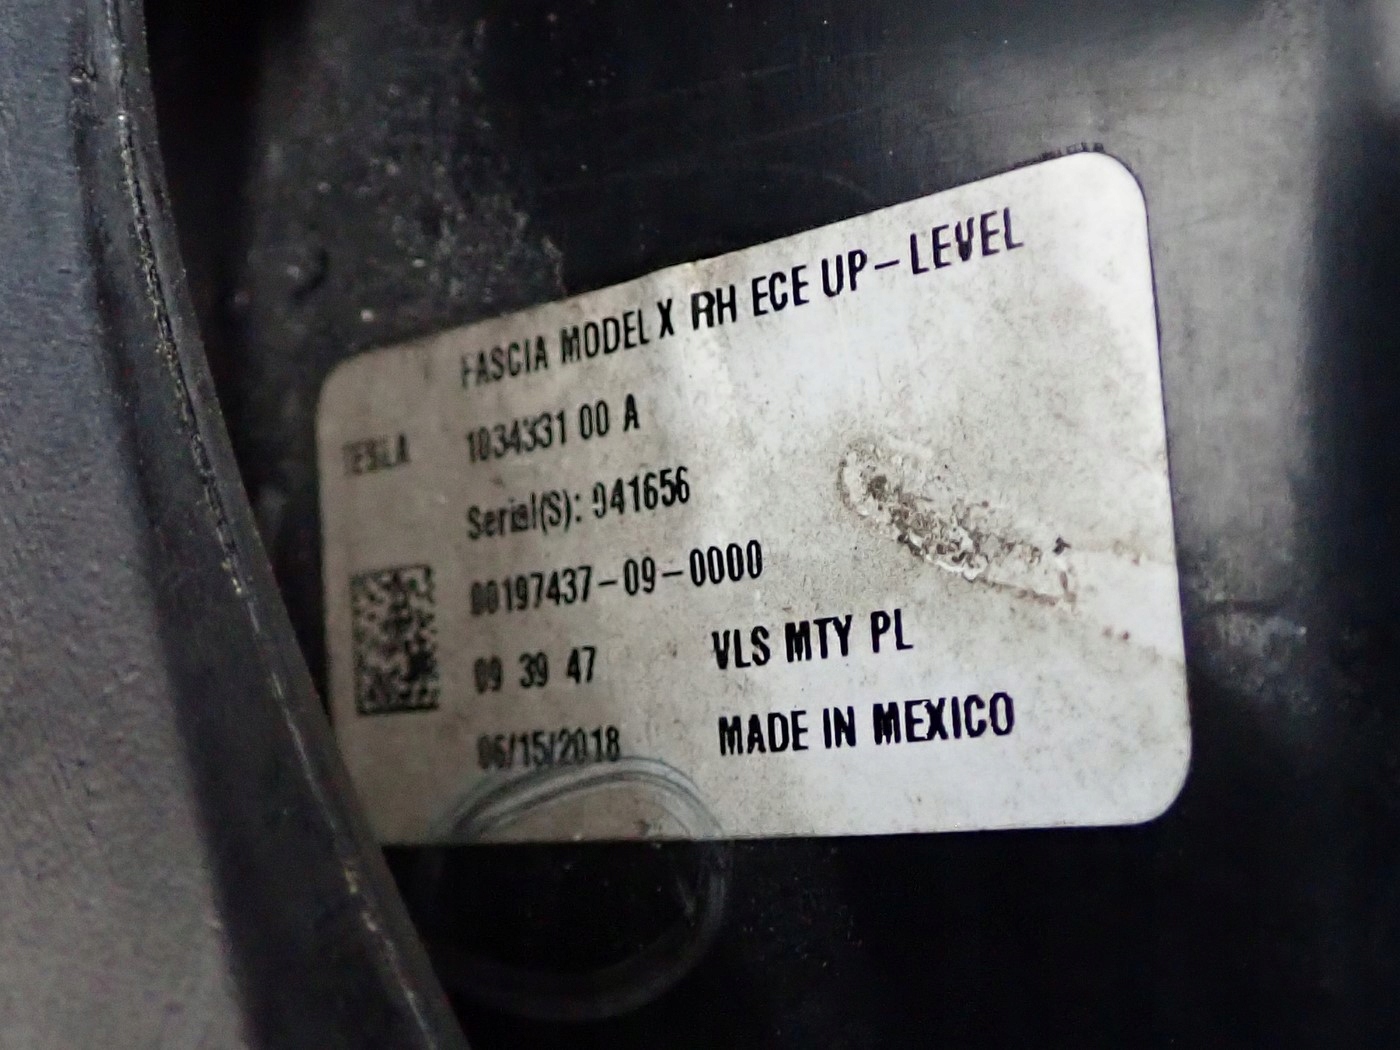 FASCIA MODEL X RH ECE UP-LEVEL
TESLA
1034331 00 A
Serial(S): 941656
00197437-09-0000
09 39 47
VLS MTY PL
06/15/2018
MADE IN MEXICO